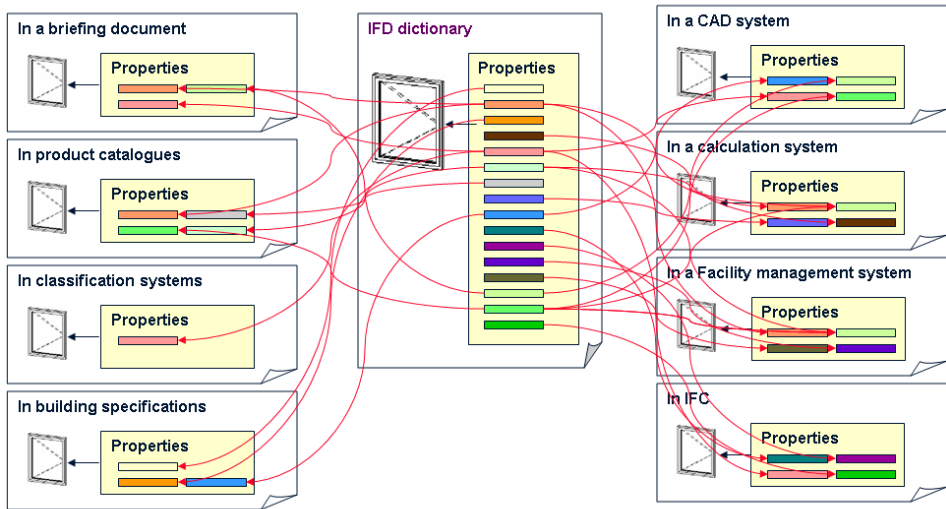 In a briefing document
Properties
In product catalogues
Properties
In classification systems
Properties
In building specifications
Properties
IFD dictionary
Properties
In a CAD system
Properties
In a calculation system
Properties
In a Facility management system
Properties
In IFC
Properties